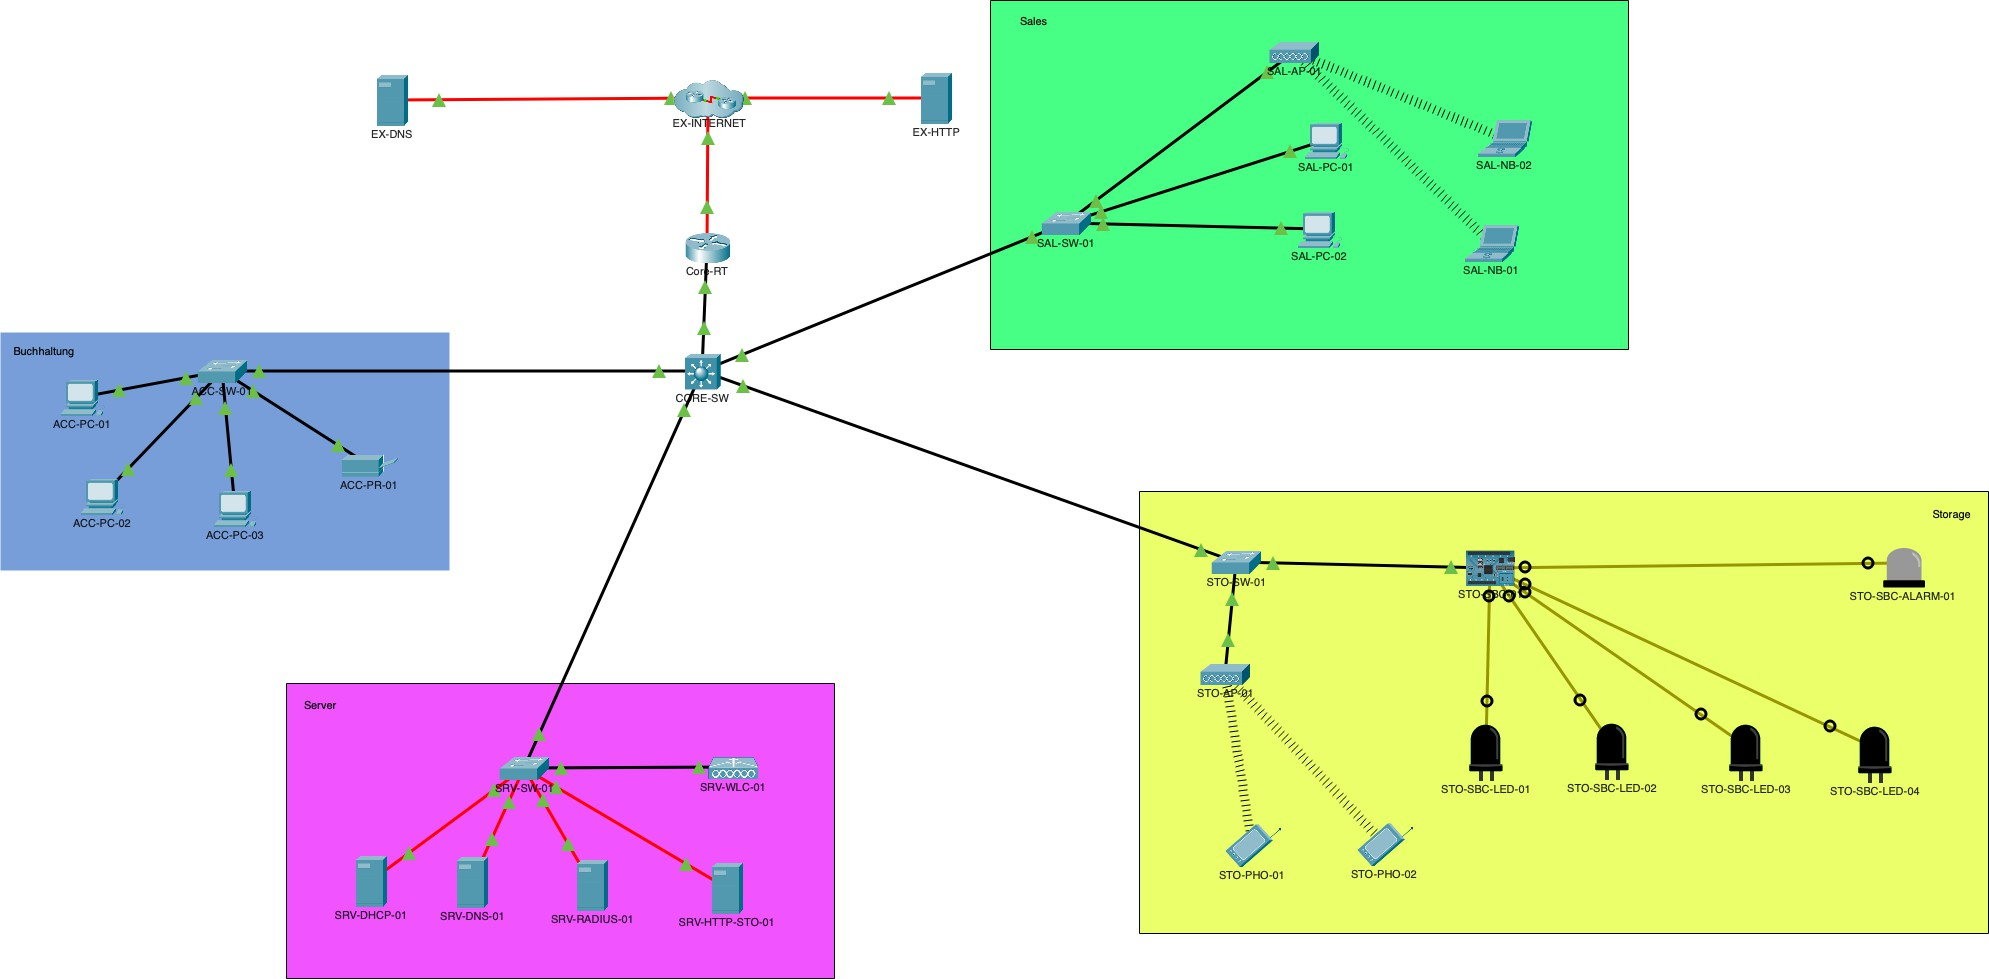 Sales
SAL-AP-01
EX-DNS
EX-INTERNET
EX-HTTP
SAL-PC-01
SAL-NB-02
SAL-SW-01
SAL-PC-02
SAL-NB-01
Core-RT
Buchhaltung
ACC-SW-01
CORE-SW
ACC-PC-01
ACC-PR-01
ACC-PC-02
ACC-PC-03
Storage
STO-SW-01
STO-SBC-01
STO-SBC-ALARM-01
STO-AP-01
Server
SRV-SW-01
SRV-WLC-01
STO-SBC-LED-01
STO-SBC-LED-02
STO-SBC-LED-03
STO-SBC-LED-04
STO-PHO-01
STO-PHO-02
SRV-DHCP-01
SRV-DNS-01
SRV-RADIUS-01
SRV-HTTP-STO-01